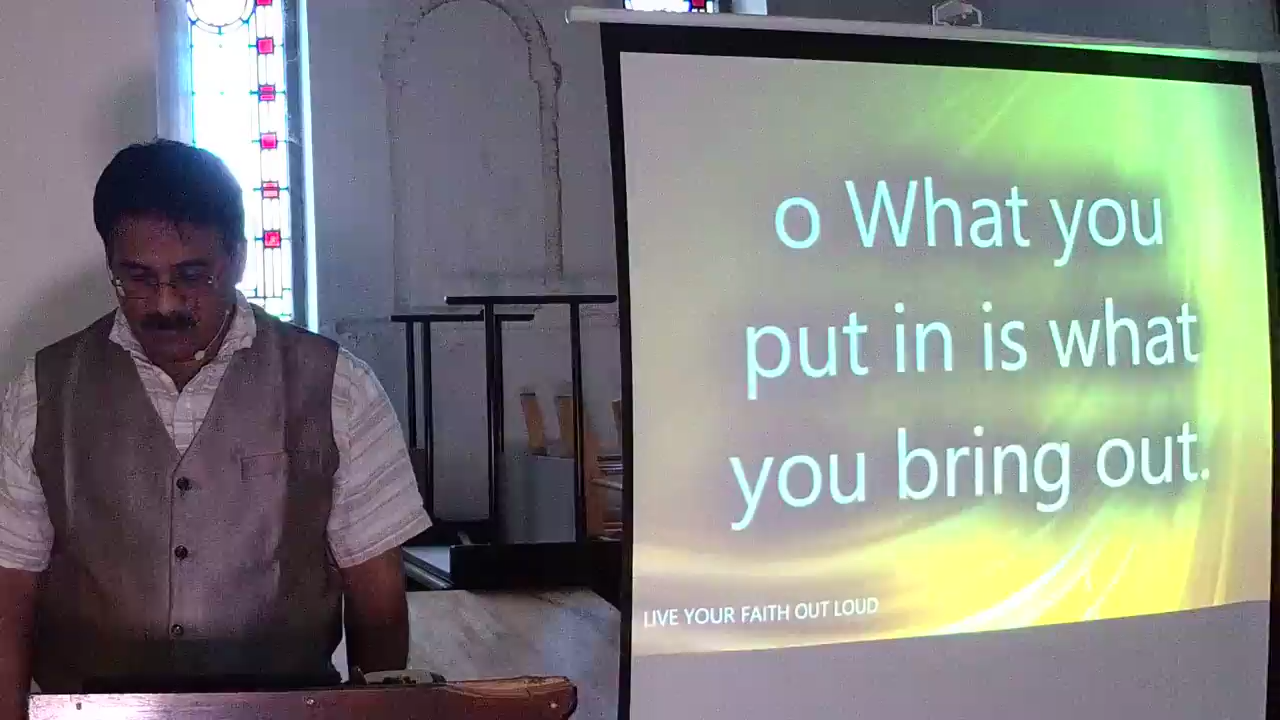 o What you
put in is what
you bring out.
LIVE YOUR FAITH OUT LOUD